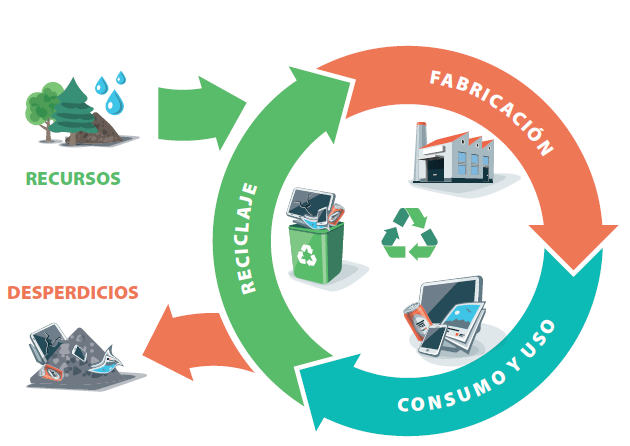 RECURSOS
DESPERDICIOS
RECICLAJE
FABRICACIÓN
CONSUMO Y USO